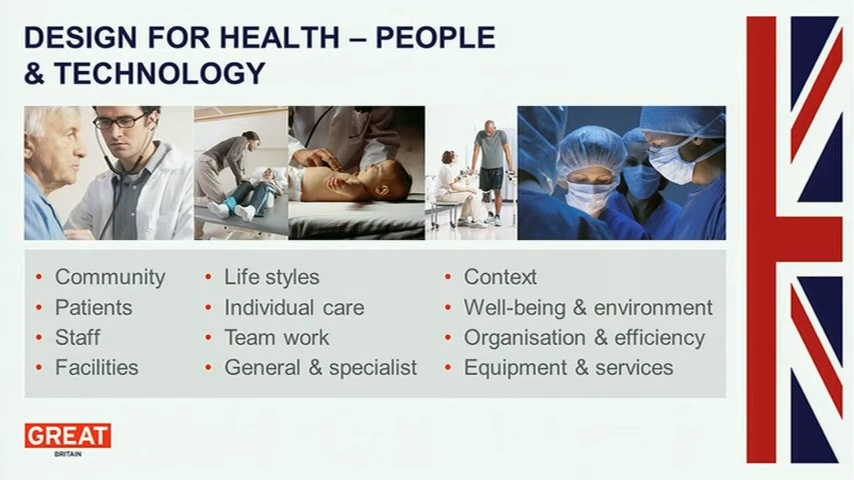 DESIGN FOR HEALTH – PEOPLE
& TECHNOLOGY
• Community
• Patients
• Staff
• Facilities
• Life styles
• Individual care
• Team work
• General & specialist
• Context
• Well-being & environment
• Organisation & efficiency
• Equipment & services
GREAT
BRITAIN